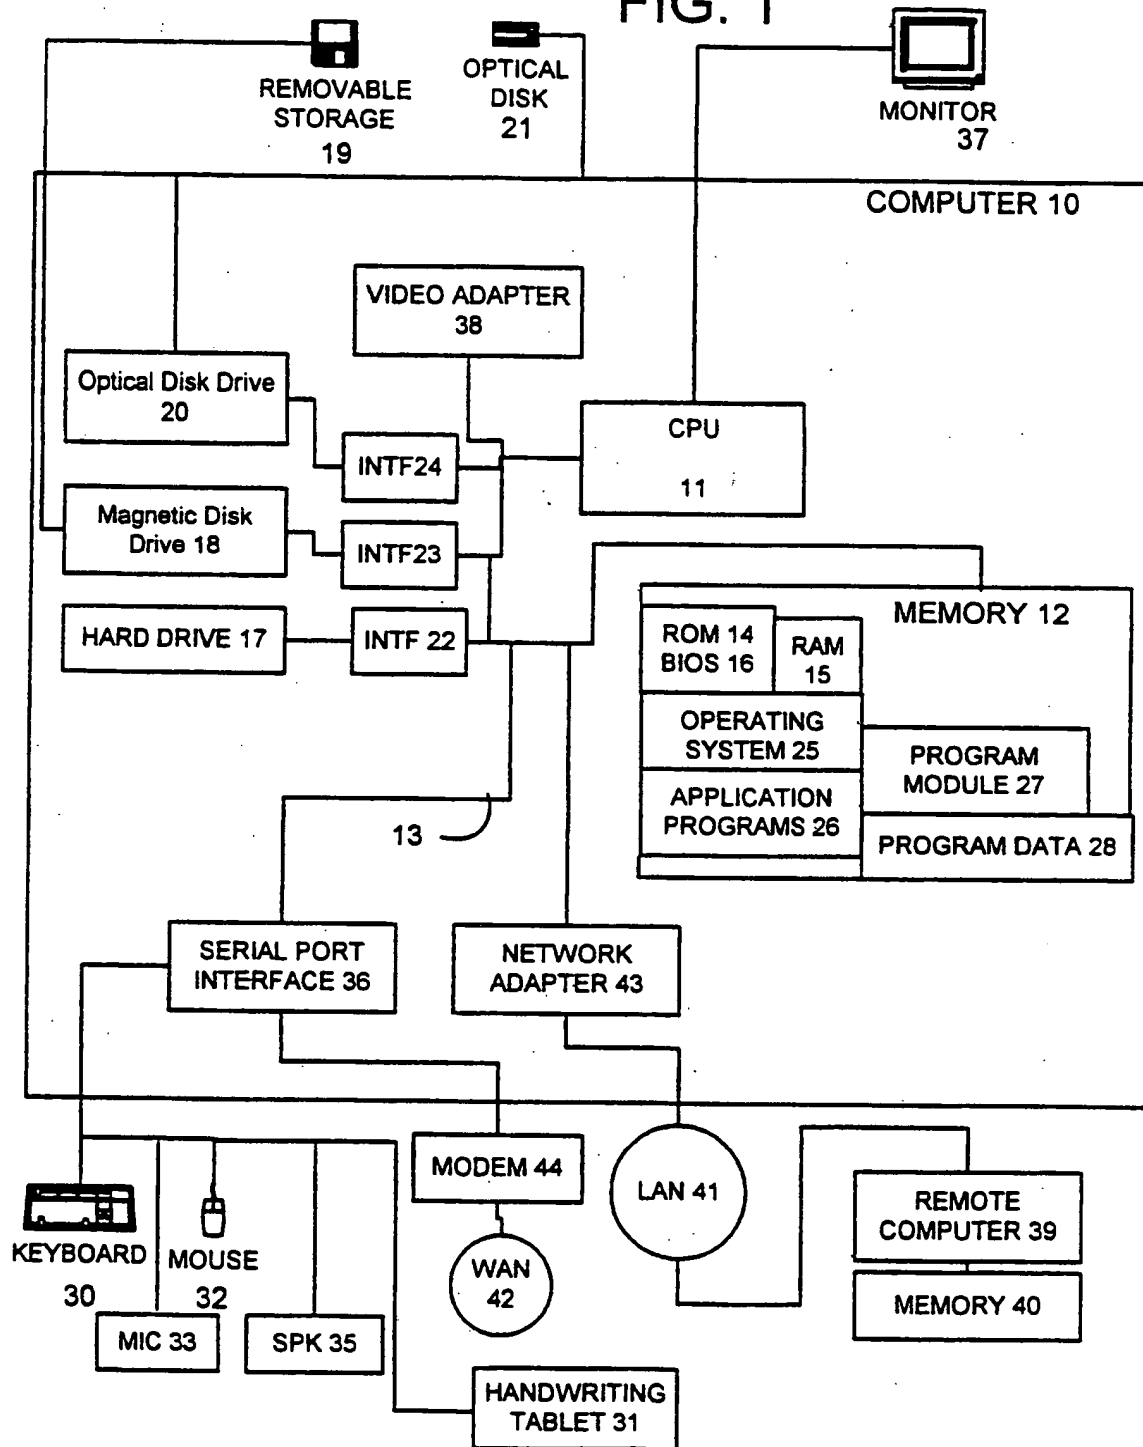 FIG. 1
REMOVABLE
STORAGE
19
OPTICAL
DISK
21
MONITOR
37
COMPUTER 10
VIDEO ADAPTER
38
Optical Disk Drive
20
CPU
11
INTF24
Magnetic Disk
Drive 18
INTF23
HARD DRIVE 17
INTF 22
MEMORY 12
ROM 14
BIOS 16
RAM
15
OPERATING
SYSTEM 25
PROGRAM
MODULE 27
APPLICATION
PROGRAMS 26
PROGRAM DATA 28
13
SERIAL PORT
INTERFACE 36
NETWORK
ADAPTER 43
MODEM 44
LAN 41
REMOTE
COMPUTER 39
MEMORY 40
KEYBOARD
30
MOUSE
32
WAN
42
MIC 33
SPK 35
HANDWRITING
TABLET 31